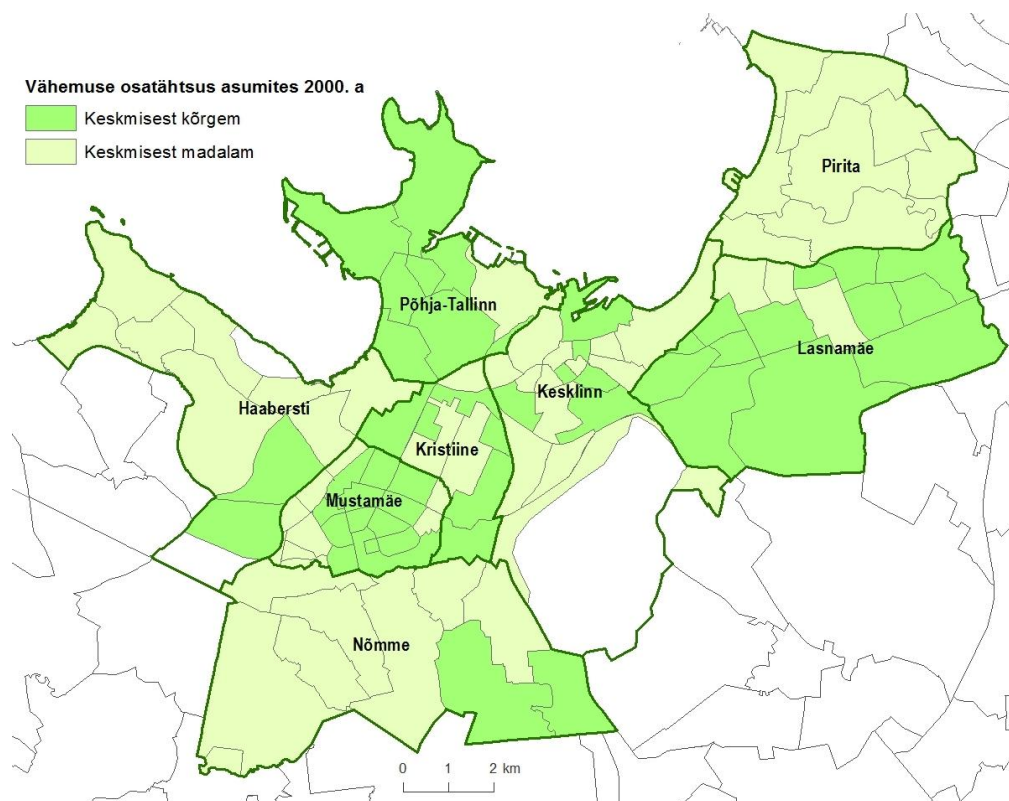 Vähemuse osatähtsus asumites 2000. a
Keskmisest kõrgem
Keskmisest madalam
Pirita
Põhja-Tallinn
Lasnamäe
Kesklinn
Haabersti
Kristiine
Mustamäe
Nõmme
0 1 2 km